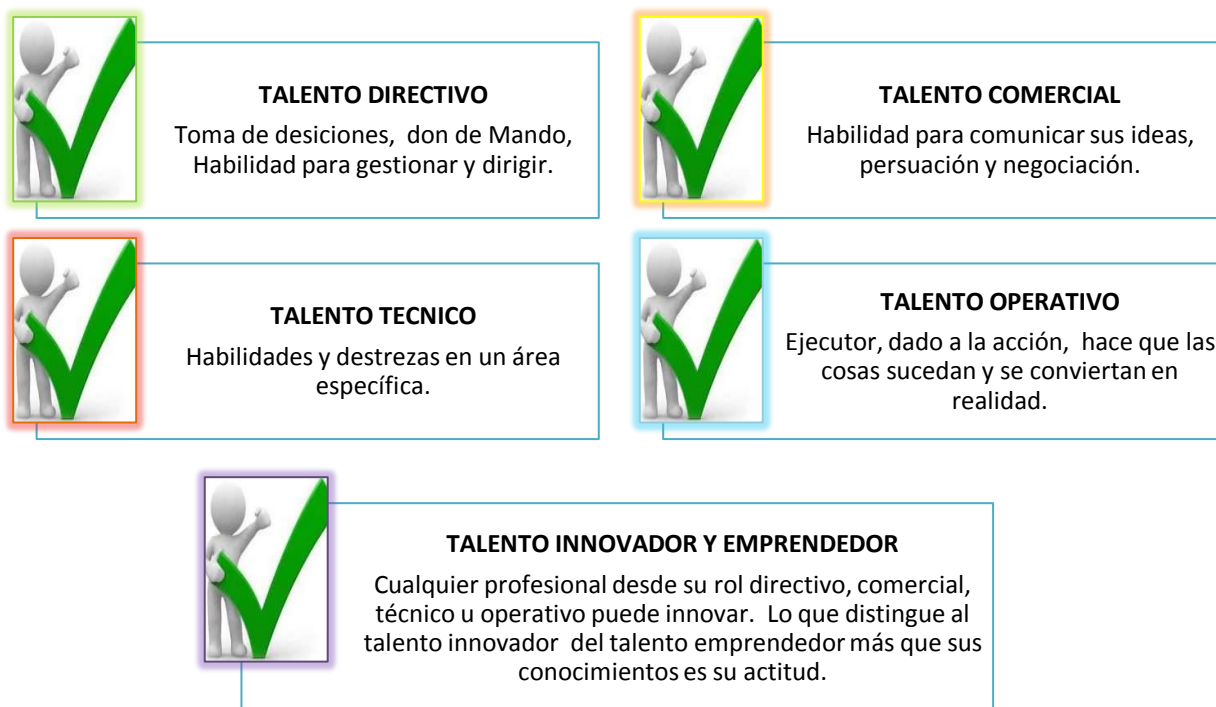 TALENTO DIRECTIVO
Toma de desiciones, don de Mando,
Habilidad para gestionar y dirigir.
TALENTO COMERCIAL
Habilidad para comunicar sus ideas,
persuación y negociación.
TALENTO TECNICO
Habilidades y destrezas en un área
específica.
TALENTO OPERATIVO
Ejecutor, dado a la acción, hace que las
cosas sucedan y se conviertan en
realidad.
TALENTO INNOVADOR Y EMPRENDEDOR
Cualquier profesional desde su rol directivo, comercial,
técnico u operativo puede innovar. Lo que distingue al
talento innovador del talento emprendedor más que sus
conocimientos es su actitud.